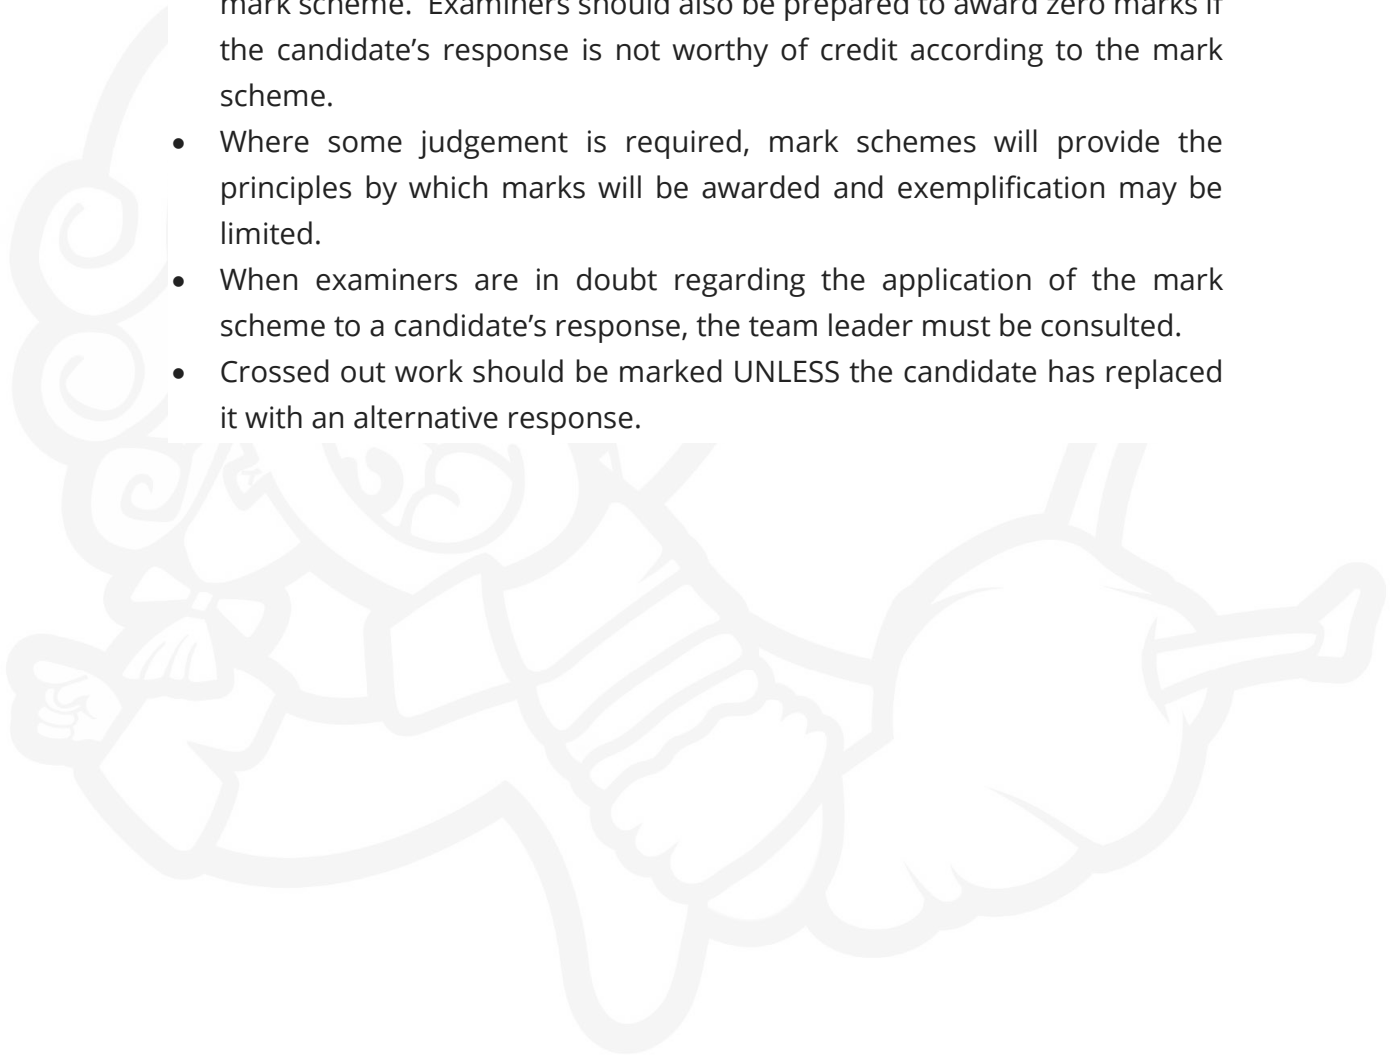 mark scheme. Examiners should also be prepared to award zero marks if
the candidate’s response is not worthy of credit according to the mark
scheme.
• Where some judgement is required, mark schemes will provide the
principles by which marks will be awarded and exemplification may be
limited.
• When examiners are in doubt regarding the application of the mark
scheme to a candidate’s response, the team leader must be consulted.
• Crossed out work should be marked UNLESS the candidate has replaced
it with an alternative response.